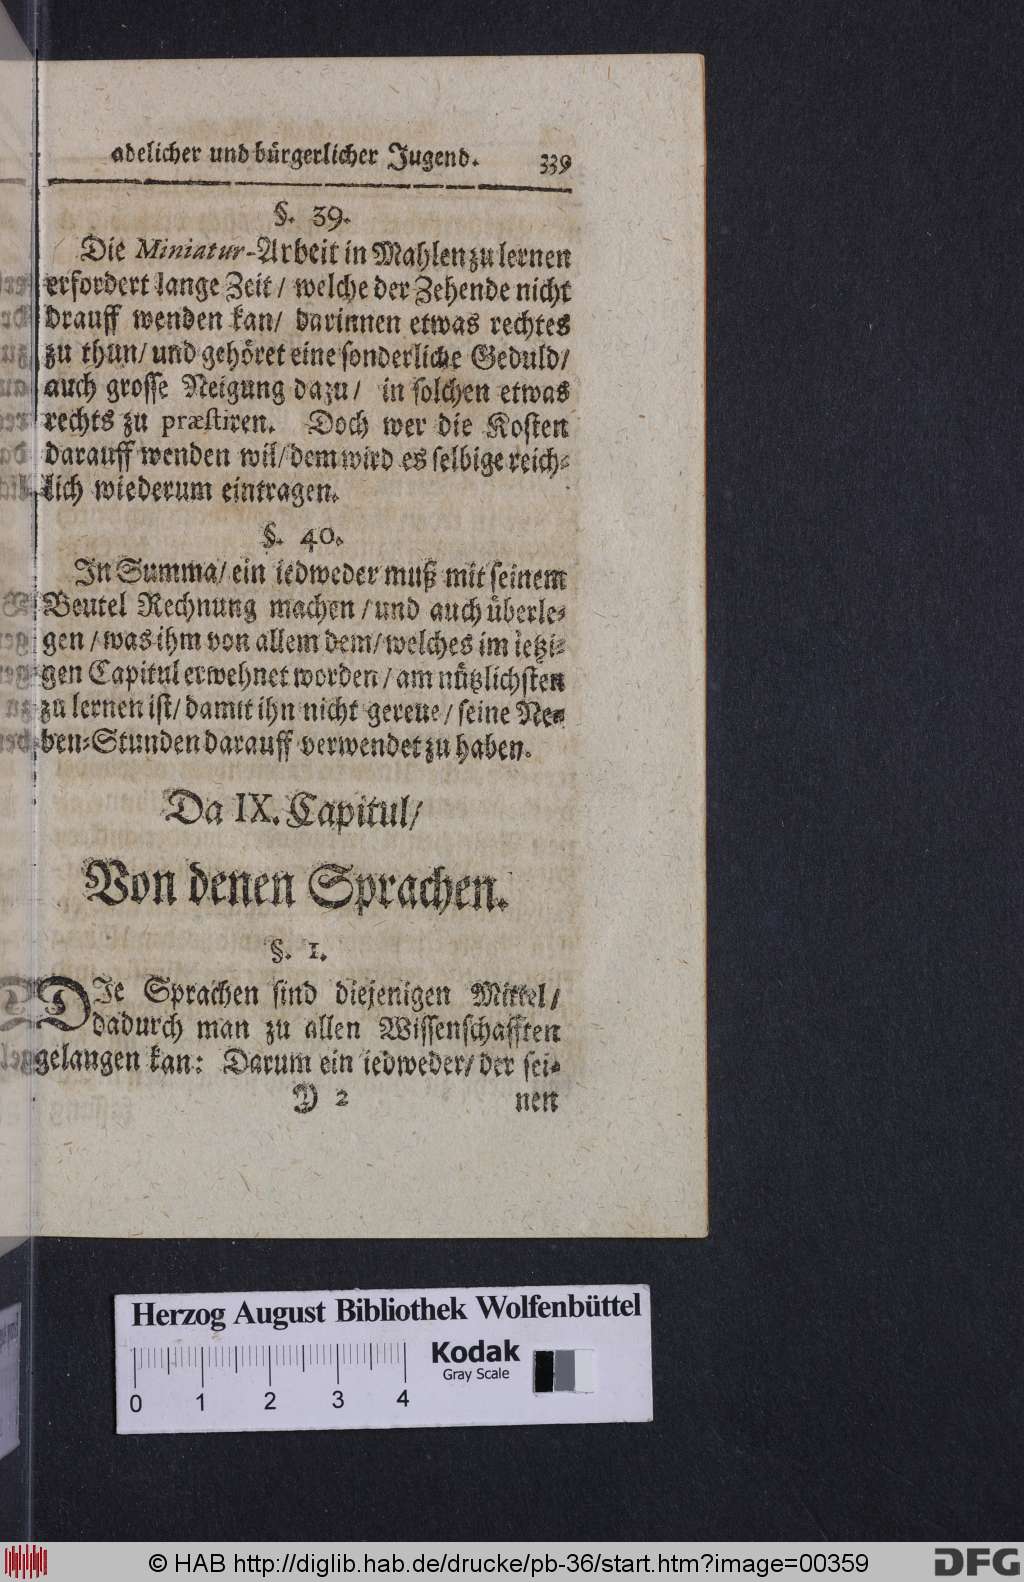 adelicher und bürgerlicher Jugend. 339
§. 39.
Die Miniatur-Arbeit in Mahlen zu lernen
erfordert lange Zeit / welche der Zehende nicht
drauff wenden kan / darinnen etwas rechtes
zu thun / und gehöret eine sonderliche Geduld /
auch grosse Neigung dazu / in solchen etwas
rechts zu præstiren. Doch wer die Kosten
darauff wenden wil / dem wird es selbige reich-
lich wiederum eintragen.
§. 40.
In Summa / ein iedweder muß mit seinem
Beutel Rechnung machen / und auch überle-
gen / was ihm von allem dem / welches im ietzi-
gen Capitul erwehnet worden / am nützlichsten
zu lernen ist / damit ihn nicht gereue / seine Ne-
ben-Stunden darauff verwendet zu haben.
Da IX. Capitul /
Von denen Sprachen.
§. 1.
DIe Sprachen sind diejenigen Mittel /
dadurch man zu allen Wissenschafften
gelangen kan: Darum ein iedweder / der sei-
Y 2 nen
Herzog August Bibliothek Wolfenbüttel
Kodak
Gray Scale
0 1 2 3 4
© HAB http://diglib.hab.de/drucke/pb-36/start.htm?image=00359
DFG